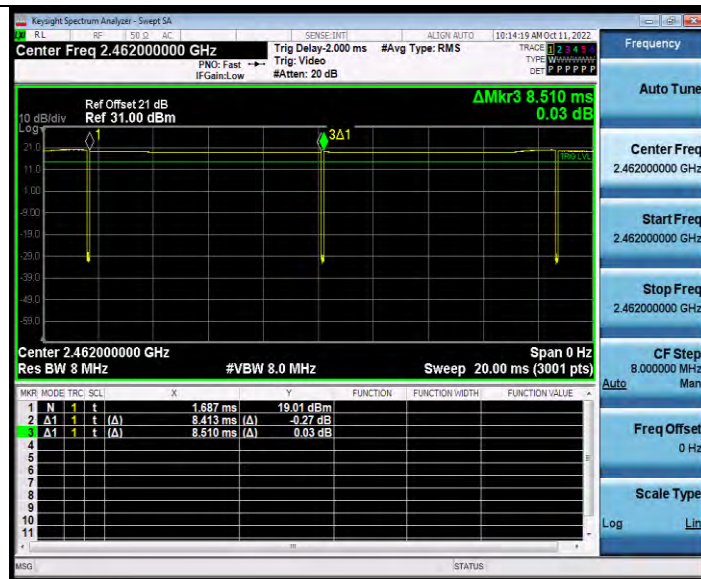 Keysight Spectrum Analyzer - Swept SA
LXI RL RF 50 Ω AC SENSE:INT ALIGN AUTO 10:14:19 AM Oct 11, 2022
Center Freq 2.462000000 GHz
PNO: Fast
IFGain:Low
Trig Delay-2.000 ms
Trig: Video
#Atten: 20 dB
#Avg Type: RMS
TRACE 1 2 3 4 5 6
TYPE WWWWWW
DET P P P P P P
Frequency
ΔMkr3 8.510 ms
0.03 dB
Ref Offset 21 dB
10 dB/div Ref 31.00 dBm
Log
1
3Δ1
TRIG LVL
21.0
11.0
1.00
-9.00
-19.0
-29.0
-39.0
-49.0
-59.0
Center 2.462000000 GHz Span 0 Hz
Res BW 8 MHz #VBW 8.0 MHz Sweep 20.00 ms (3001 pts)
MKR MODE TRC SCL X Y FUNCTION FUNCTION WIDTH FUNCTION VALUE
1 N 1 t 1.687 ms 19.01 dBm
2 Δ1 1 t (Δ) 8.413 ms (Δ) -0.27 dB
3 Δ1 1 t (Δ) 8.510 ms (Δ) 0.03 dB
4
5
6
7
8
9
10
11
MSG STATUS
Auto Tune
Center Freq
2.462000000 GHz
Start Freq
2.462000000 GHz
Stop Freq
2.462000000 GHz
CF Step
8.000000 MHz
Auto Man
Freq Offset
0 Hz
Scale Type
Log Lin